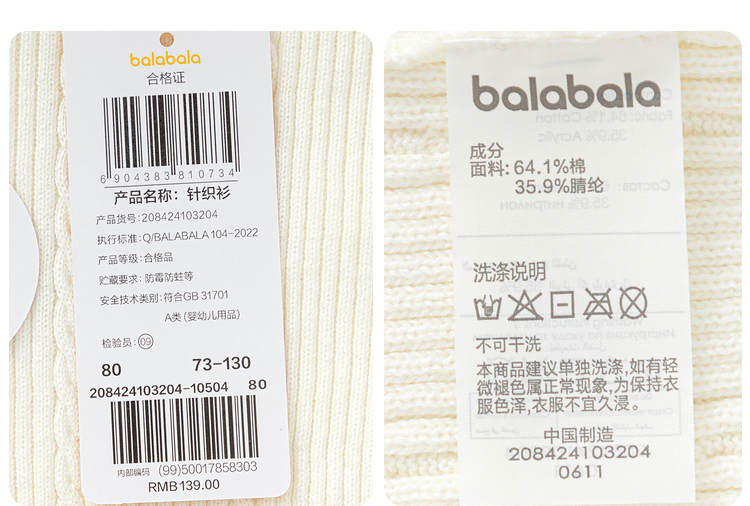 balabala
合格证
6 904383 810734
产品名称：针织衫
产品货号:208424103204
执行标准:Q/BALABALA 104-2022
产品等级:合格品
贮藏要求: 防霉防蛀等
安全技术类别:符合GB 31701
A类 (婴幼儿用品)
检验员: 09
80 73-130
208424103204-10504 80
内部编码 (99)50017858303
RMB139.00
balabala
成分
面料: 64.1%棉
35.9%腈纶
洗涤说明
不可干洗
本商品建议单独洗涤,如有轻
微褪色属正常现象,为保持衣
服色泽,衣服不宜久浸。
中国制造
208424103204
0611